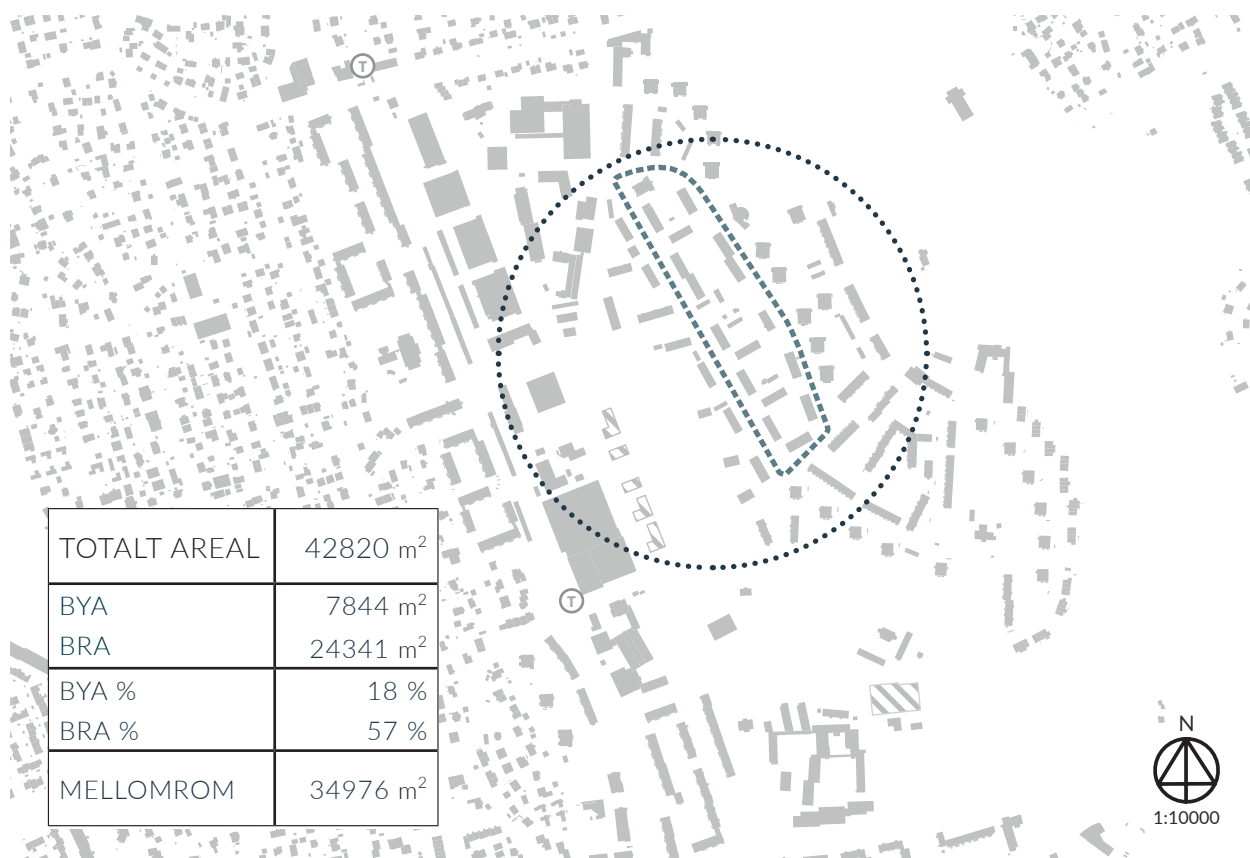 T
TOTALT AREAL 42820 m²
BYA 7844 m²
BRA 24341 m²
BYA % 18 %
BRA % 57 %
MELLOMROM 34976 m²
T
N
1:10000